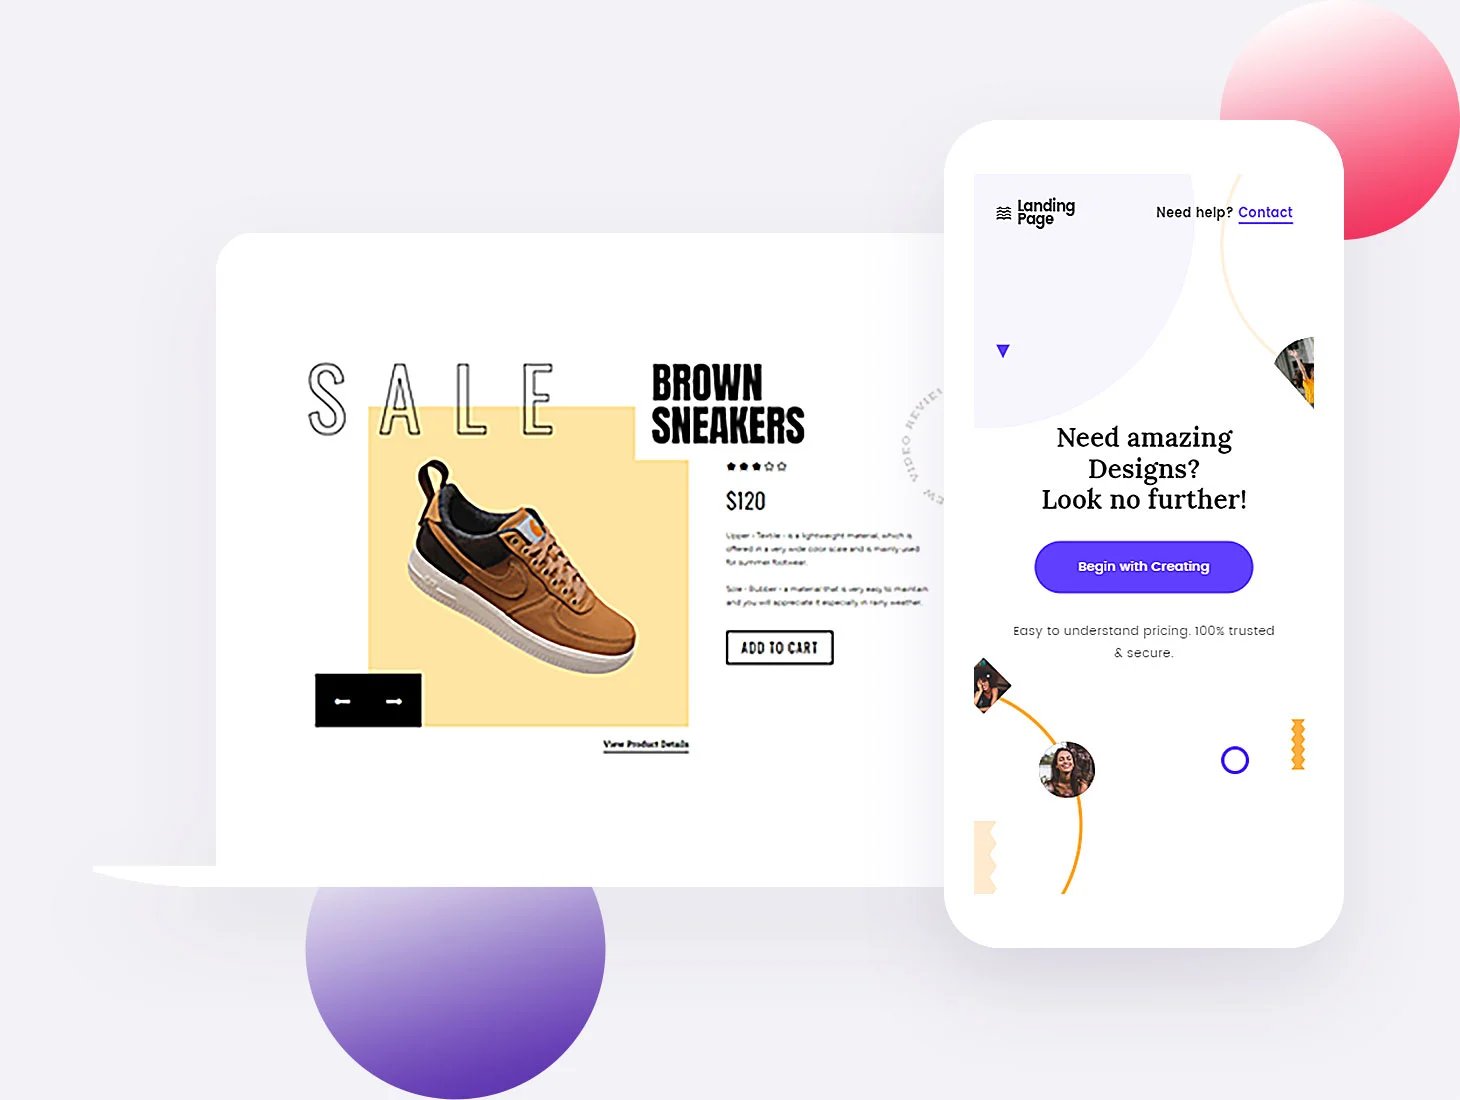 SALE
BROWN
SNEAKERS
$120
Upper - Textile - is a lightweight material, which is
offered in a very wide color scale and is mainly used
for summer footwear.
Sole - Rubber - a material that is very easy to maintain
and you will appreciate it especially in rainy weather.
ADD TO CART
View Product Details
EW VIDEO REVIE
Landing
Page
Need help? Contact
Need amazing
Designs?
Look no further!
Begin with Creating
Easy to understand pricing. 100% trusted
& secure.